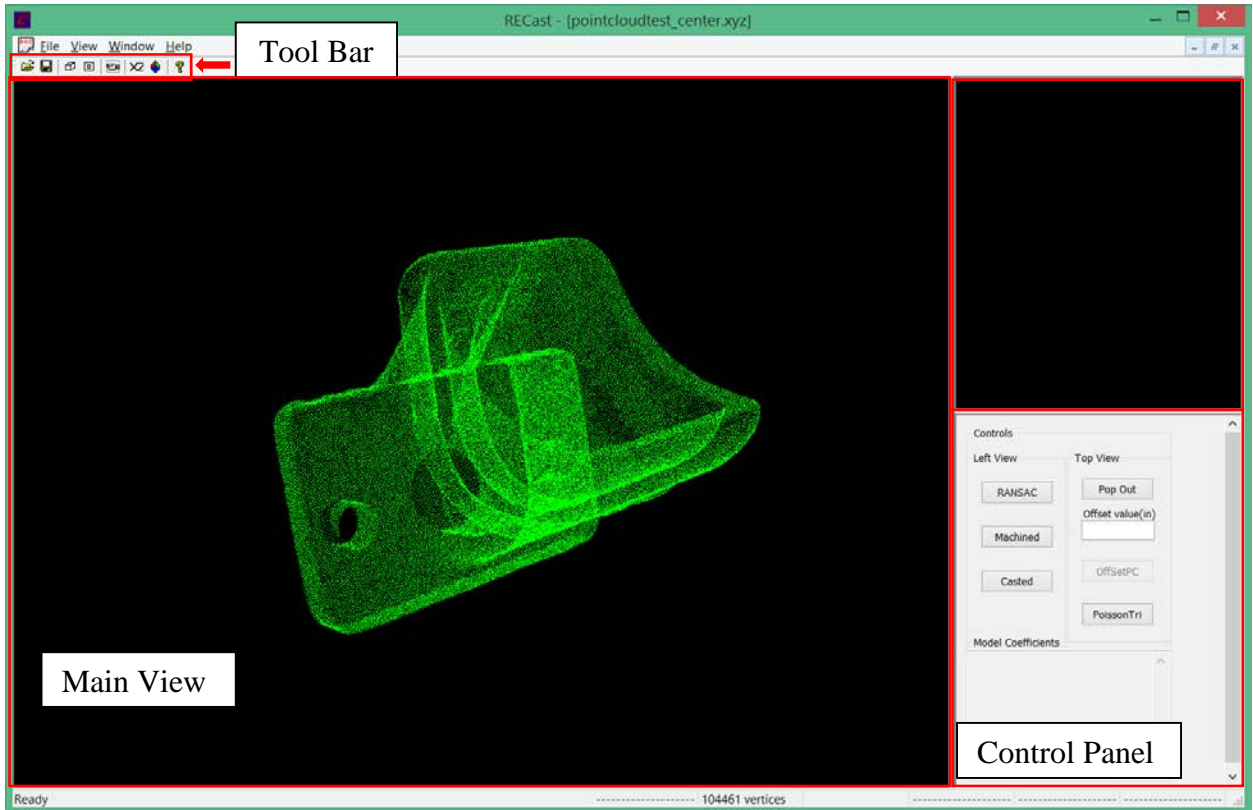 RECast - [pointcloudtest_center.xyz]
File View Window Help
Tool Bar
X2
Main View
Controls
Left View
Top View
RANSAC
Pop Out
Offset value(in)
Machined
OffSetPC
Casted
PoissonTri
Model Coefficients
Control Panel
Ready
104461 vertices